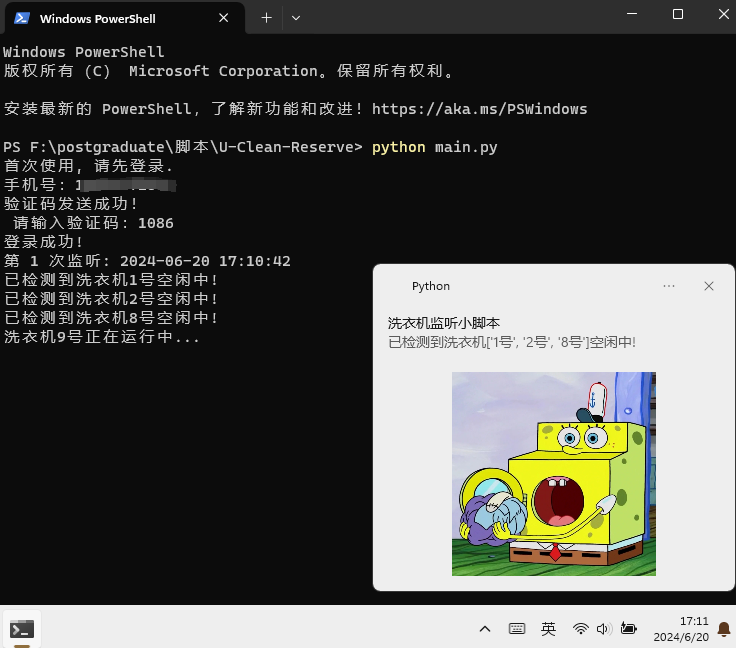 Windows PowerShell
Windows PowerShell
版权所有 (C) Microsoft Corporation。保留所有权利。
安装最新的 PowerShell，了解新功能和改进！https://aka.ms/PSWindows
PS F:\postgraduate\脚本\U-Clean-Reserve> python main.py
首次使用, 请先登录.
手机号: 1
验证码发送成功!
请输入验证码: 1086
登录成功!
第 1 次监听: 2024-06-20 17:10:42
已检测到洗衣机1号空闲中!
已检测到洗衣机2号空闲中!
已检测到洗衣机8号空闲中!
洗衣机9号正在运行中...
Python
洗衣机监听小脚本
已检测到洗衣机['1号', '2号', '8号']空闲中!
英
17:11
2024/6/20